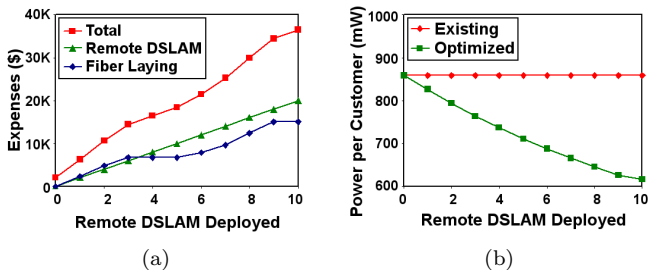 40K
30K
20K
10K
0
Expenses ($)
Total
Remote DSLAM
Fiber Laying
0 2 4 6 8 10
Remote DSLAM Deployed
(a)
1000
900
800
700
600
Power per Customer (mW)
Existing
Optimized
0 2 4 6 8 10
Remote DSLAM Deployed
(b)